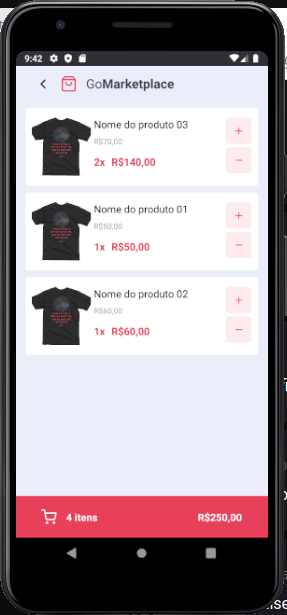 9:42
GoMarketplace
Nome do produto 03
R$70,00
2x R$140,00
+
−
Nome do produto 01
R$50,00
1x R$50,00
+
−
Nome do produto 02
R$60,00
1x R$60,00
+
−
4 itens R$250,00